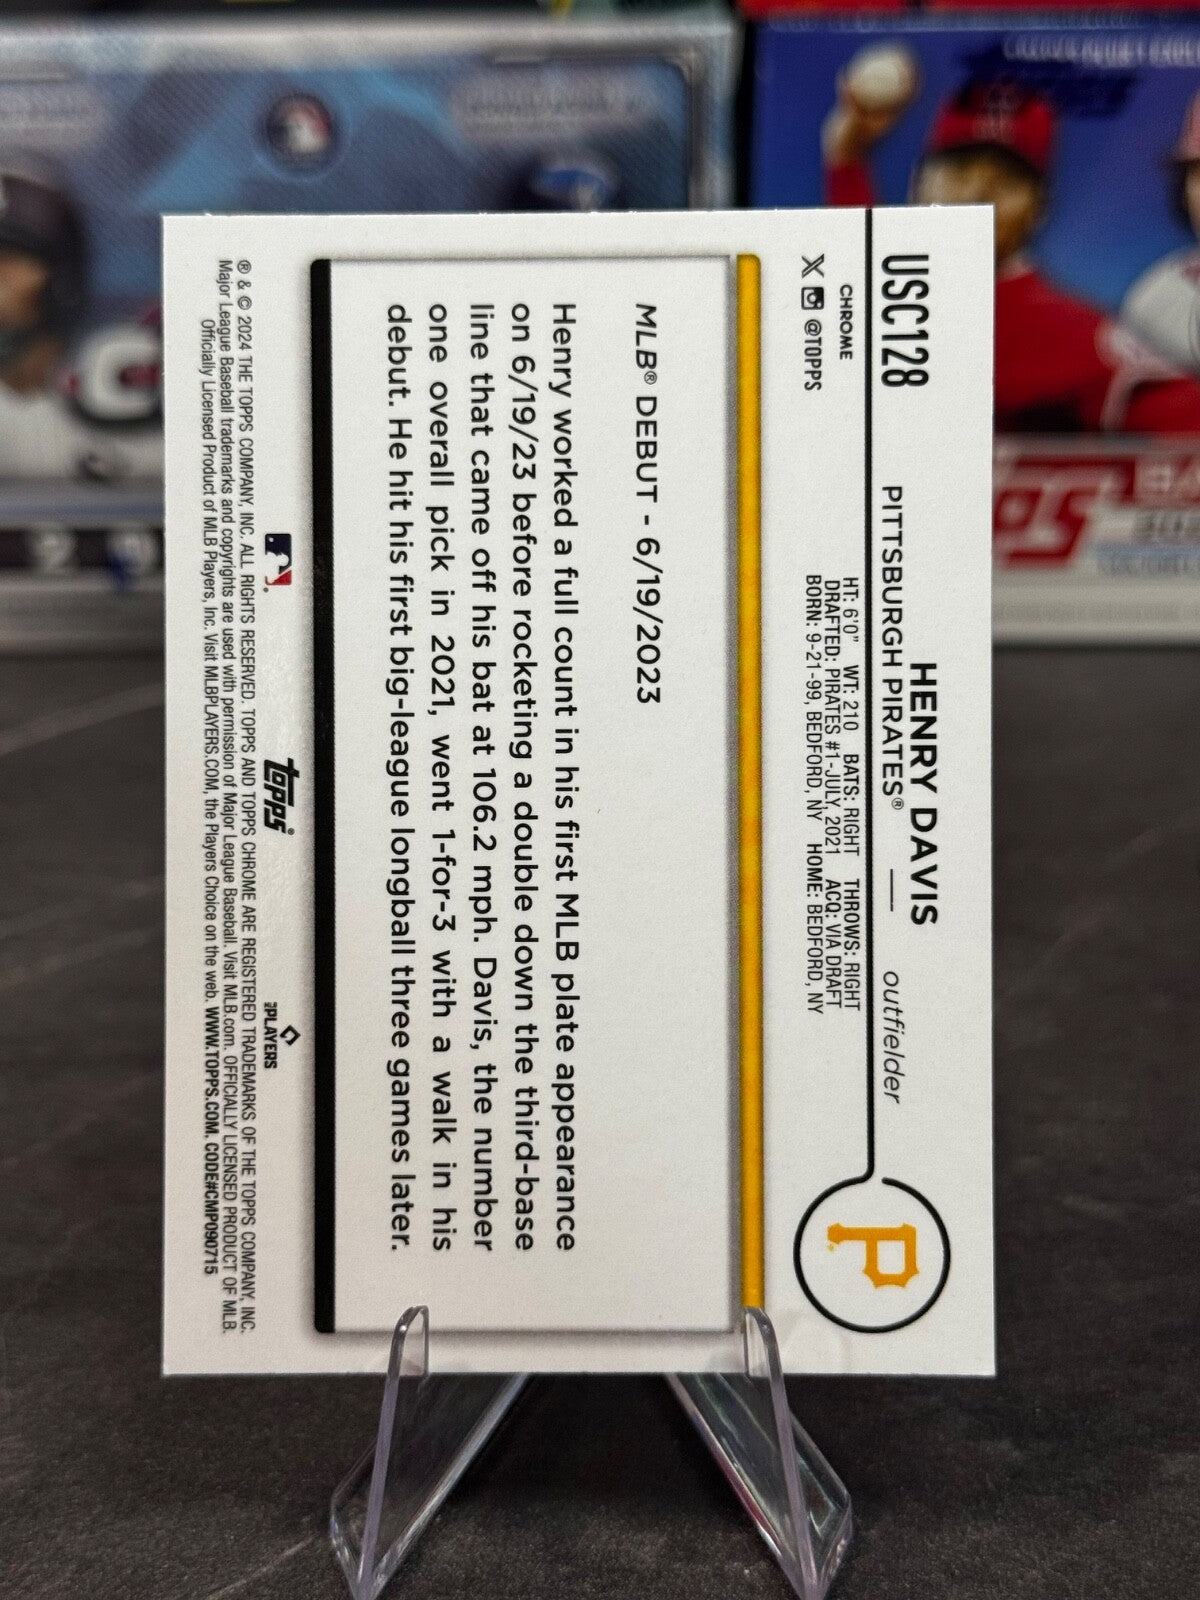 USC128
CHROME
@TOPPS
HENRY DAVIS
PITTSBURGH PIRATES® — outfielder
HT: 6'0" WT: 210 BATS: RIGHT THROWS: RIGHT
DRAFTED: PIRATES #1-JULY, 2021 ACQ: VIA DRAFT
BORN: 9-21-99, BEDFORD, NY HOME: BEDFORD, NY
P
MLB® DEBUT - 6/19/2023
Henry worked a full count in his first MLB plate appearance
on 6/19/23 before rocketing a double down the third-base
line that came off his bat at 106.2 mph. Davis, the number
one overall pick in 2021, went 1-for-3 with a walk in his
debut. He hit his first big-league longball three games later.
topps®
PLAYERS
® & © 2024 THE TOPPS COMPANY, INC. ALL RIGHTS RESERVED. TOPPS AND TOPPS CHROME ARE REGISTERED TRADEMARKS OF THE TOPPS COMPANY, INC.
Major League Baseball trademarks and copyrights are used with permission of Major League Baseball. Visit MLB.com. OFFICIALLY LICENSED PRODUCT OF MLB.
Officially Licensed Product of MLB Players, Inc. Visit MLBPLAYERS.COM, the Players Choice on the web. WWW.TOPPS.COM. CODE#CMP090715